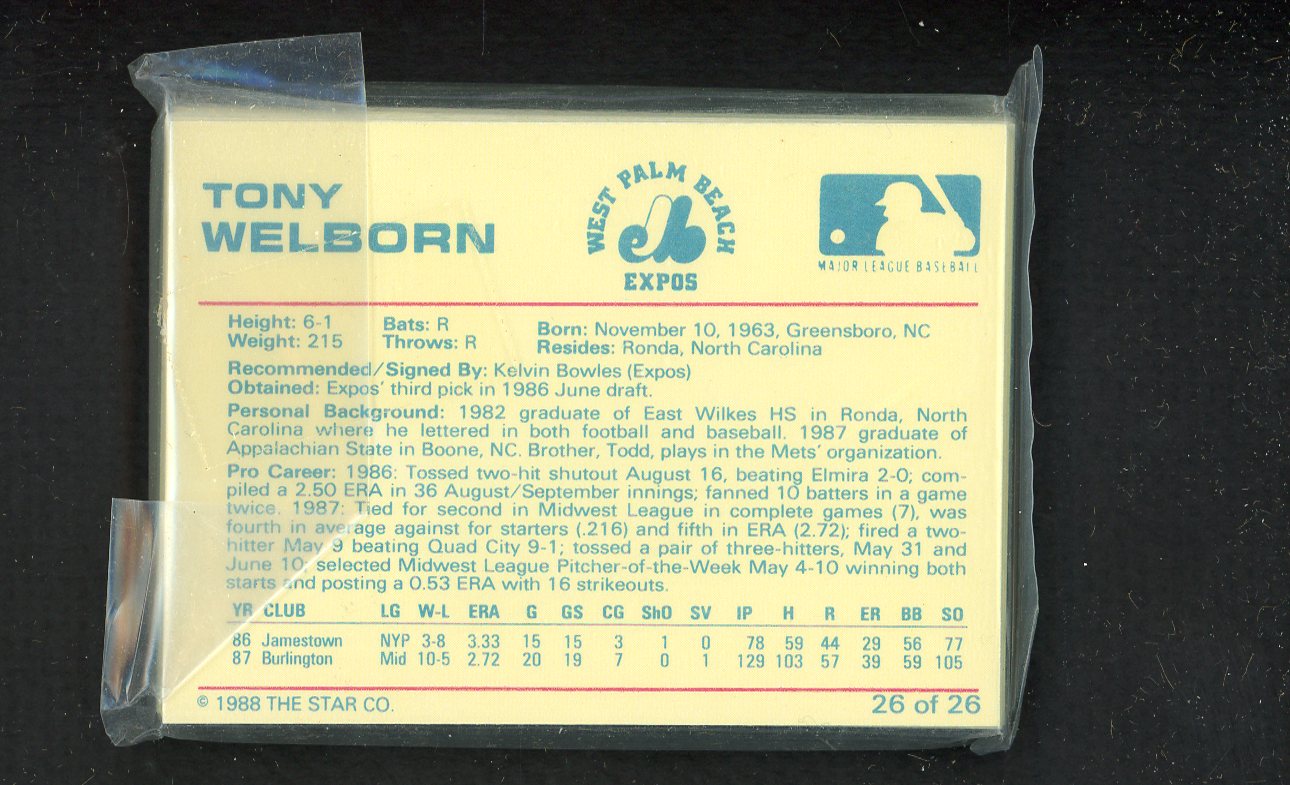 TONY
WELBORN
WEST PALM BEACH
eb
EXPOS
MAJOR LEAGUE BASEBALL
Height: 6-1 Bats: R Born: November 10, 1963, Greensboro, NC
Weight: 215 Throws: R Resides: Ronda, North Carolina
Recommended/Signed By: Kelvin Bowles (Expos)
Obtained: Expos' third pick in 1986 June draft.
Personal Background: 1982 graduate of East Wilkes HS in Ronda, North
Carolina where he lettered in both football and baseball. 1987 graduate of
Appalachian State in Boone, NC. Brother, Todd, plays in the Mets' organization.
Pro Career: 1986: Tossed two-hit shutout August 16, beating Elmira 2-0; com-
piled a 2.50 ERA in 36 August/September innings; fanned 10 batters in a game
twice. 1987: Tied for second in Midwest League in complete games (7), was
fourth in average against for starters (.216) and fifth in ERA (2.72); fired a two-
hitter May 9 beating Quad City 9-1; tossed a pair of three-hitters, May 31 and
June 10; selected Midwest League Pitcher-of-the-Week May 4-10 winning both
starts and posting a 0.53 ERA with 16 strikeouts.
YR CLUB LG W-L ERA G GS CG ShO SV IP H R ER BB SO
86 Jamestown NYP 3-8 3.33 15 15 3 1 0 78 59 44 29 56 77
87 Burlington Mid 10-5 2.72 20 19 7 0 1 129 103 57 39 59 105
© 1988 THE STAR CO. 26 of 26